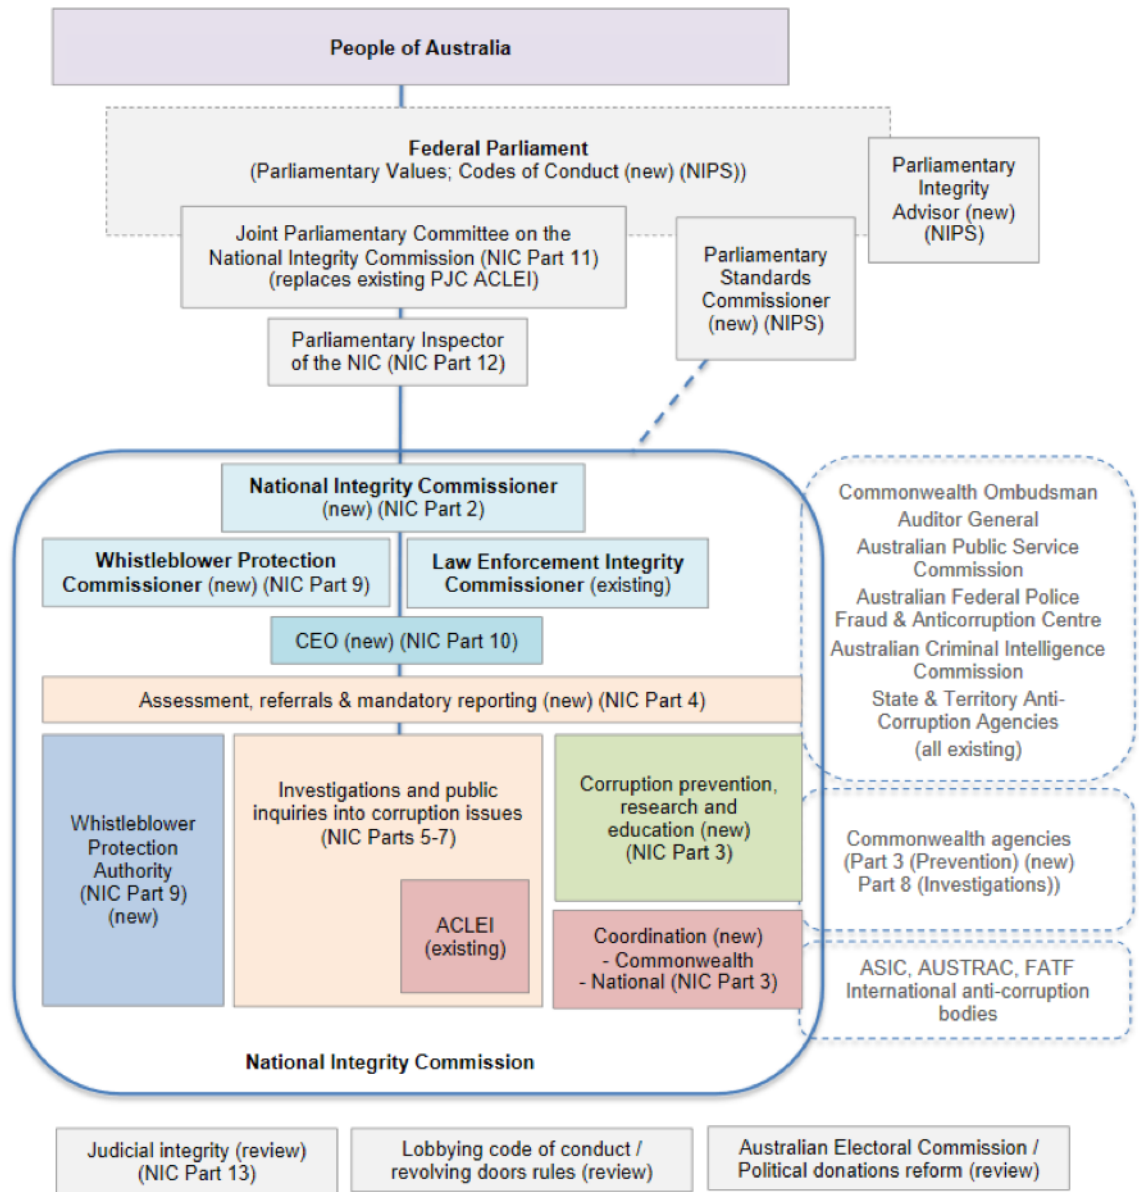 People of Australia
Federal Parliament
(Parliamentary Values; Codes of Conduct (new) (NIPS))
Parliamentary
Integrity
Advisor (new)
(NIPS)
Joint Parliamentary Committee on the
National Integrity Commission (NIC Part 11)
(replaces existing PJC ACLEI)
Parliamentary
Standards
Commissioner
(new) (NIPS)
Parliamentary Inspector
of the NIC (NIC Part 12)
National Integrity Commissioner
(new) (NIC Part 2)
Whistleblower Protection
Commissioner (new) (NIC Part 9)
Law Enforcement Integrity
Commissioner (existing)
CEO (new) (NIC Part 10)
Assessment, referrals & mandatory reporting (new) (NIC Part 4)
Whistleblower
Protection
Authority
(NIC Part 9)
(new)
Investigations and public
inquiries into corruption issues
(NIC Parts 5-7)
ACLEI
(existing)
Corruption prevention,
research and
education (new)
(NIC Part 3)
Coordination (new)
- Commonwealth
- National (NIC Part 3)
National Integrity Commission
Commonwealth Ombudsman
Auditor General
Australian Public Service
Commission
Australian Federal Police
Fraud & Anticorruption Centre
Australian Criminal Intelligence
Commission
State & Territory Anti-
Corruption Agencies
(all existing)
Commonwealth agencies
(Part 3 (Prevention) (new)
Part 8 (Investigations))
ASIC, AUSTRAC, FATF
International anti-corruption
bodies
Judicial integrity (review)
(NIC Part 13)
Lobbying code of conduct /
revolving doors rules (review)
Australian Electoral Commission /
Political donations reform (review)